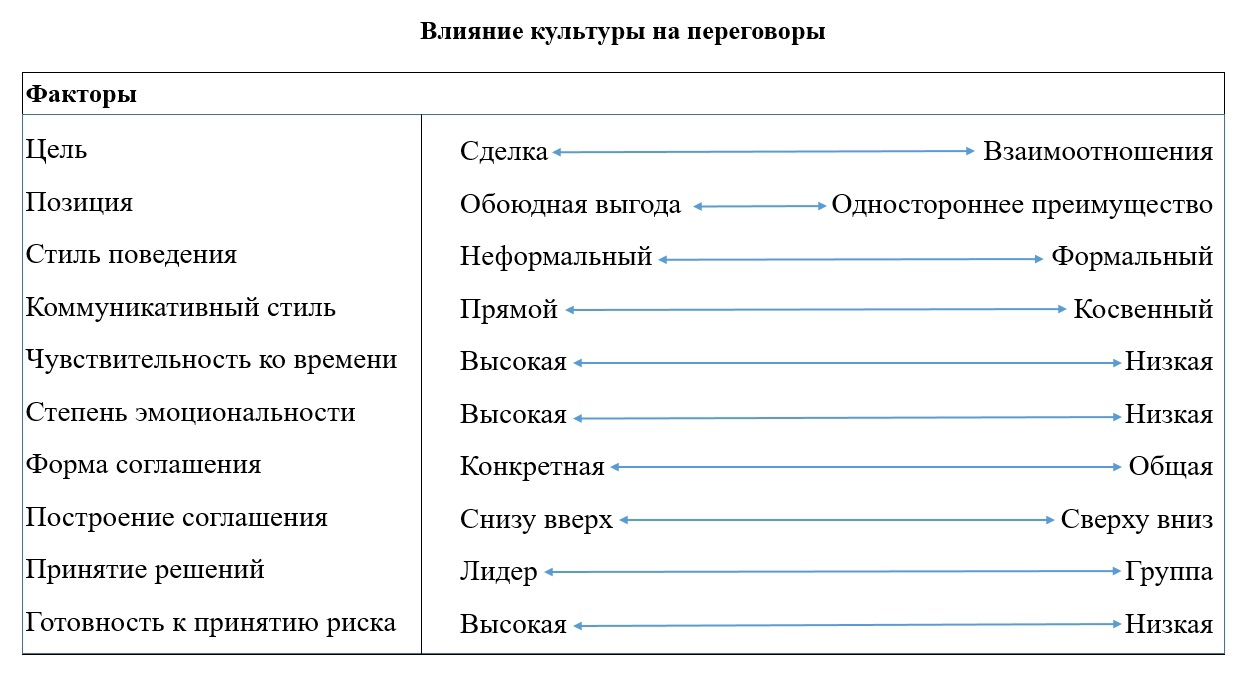 Влияние культуры на переговоры
Факторы
Цель Сделка Взаимоотношения
Позиция Обоюдная выгода Одностороннее преимущество
Стиль поведения Неформальный Формальный
Коммуникативный стиль Прямой Косвенный
Чувствительность ко времени Высокая Низкая
Степень эмоциональности Высокая Низкая
Форма соглашения Конкретная Общая
Построение соглашения Снизу вверх Сверху вниз
Принятие решений Лидер Группа
Готовность к принятию риска Высокая Низкая